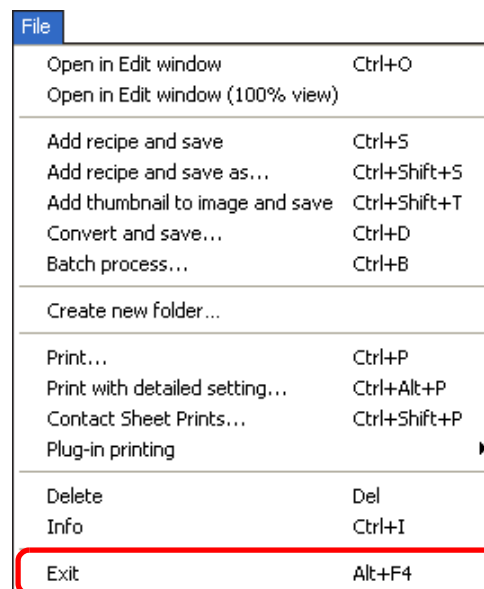 File
Open in Edit window Ctrl+O
Open in Edit window (100% view)
Add recipe and save Ctrl+S
Add recipe and save as... Ctrl+Shift+S
Add thumbnail to image and save Ctrl+Shift+T
Convert and save... Ctrl+D
Batch process... Ctrl+B
Create new folder...
Print... Ctrl+P
Print with detailed setting... Ctrl+Alt+P
Contact Sheet Prints... Ctrl+Shift+P
Plug-in printing
Delete Del
Info Ctrl+I
Exit Alt+F4